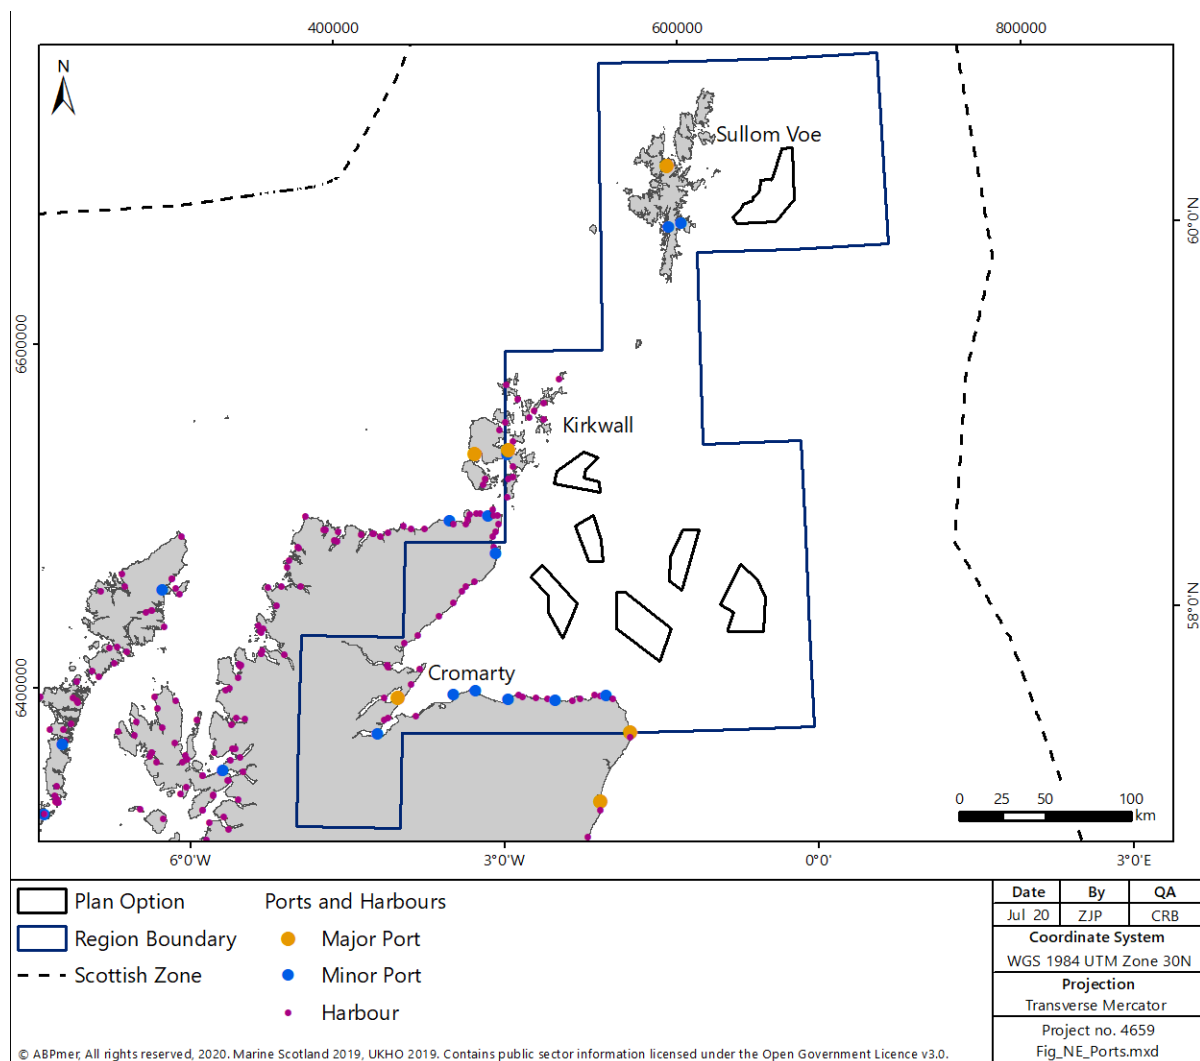 400000
600000
800000
N
Sullom Voe
60°0'N
6600000
Kirkwall
58°0'N
Cromarty
6400000
0 25 50 100
km
6°0'W
3°0'W
0°0'
3°0'E
Plan Option
Region Boundary
Scottish Zone
Ports and Harbours
Major Port
Minor Port
Harbour
Date By QA
Jul 20 ZJP CRB
Coordinate System
WGS 1984 UTM Zone 30N
Projection
Transverse Mercator
Project no. 4659
Fig_NE_Ports.mxd
© ABPmer, All rights reserved, 2020. Marine Scotland 2019, UKHO 2019. Contains public sector information licensed under the Open Government Licence v3.0.